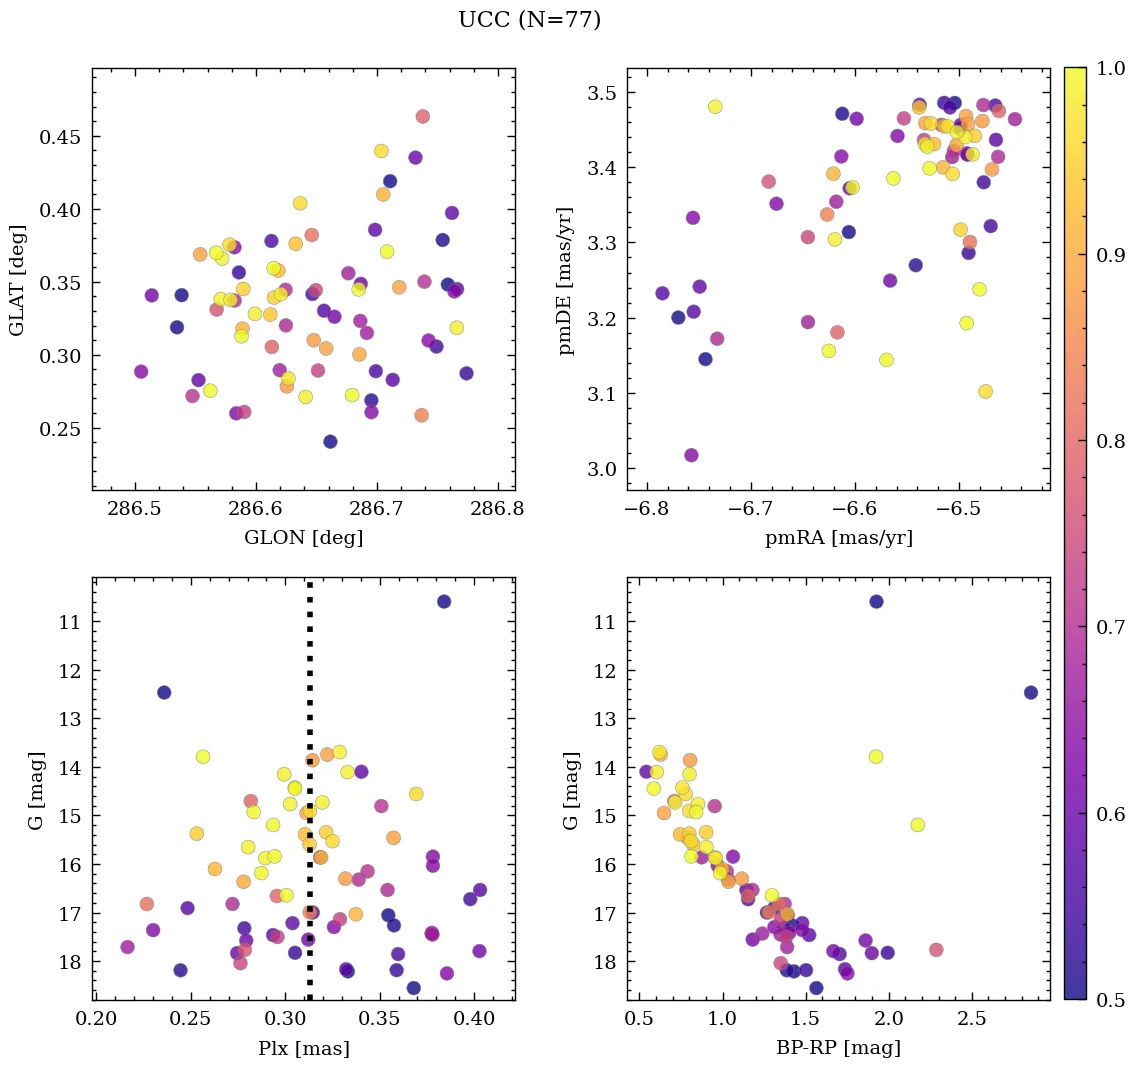 UCC (N=77)
0.45
0.40
0.35
0.30
0.25
GLAT [deg]
286.5 286.6 286.7 286.8
GLON [deg]
3.5
3.4
3.3
3.2
3.1
3.0
pmDE [mas/yr]
−6.8 −6.7 −6.6 −6.5
pmRA [mas/yr]
11
12
13
14
15
16
17
18
G [mag]
0.20 0.25 0.30 0.35 0.40
Plx [mas]
11
12
13
14
15
16
17
18
G [mag]
0.5 1.0 1.5 2.0 2.5
BP-RP [mag]
1.0
0.9
0.8
0.7
0.6
0.5